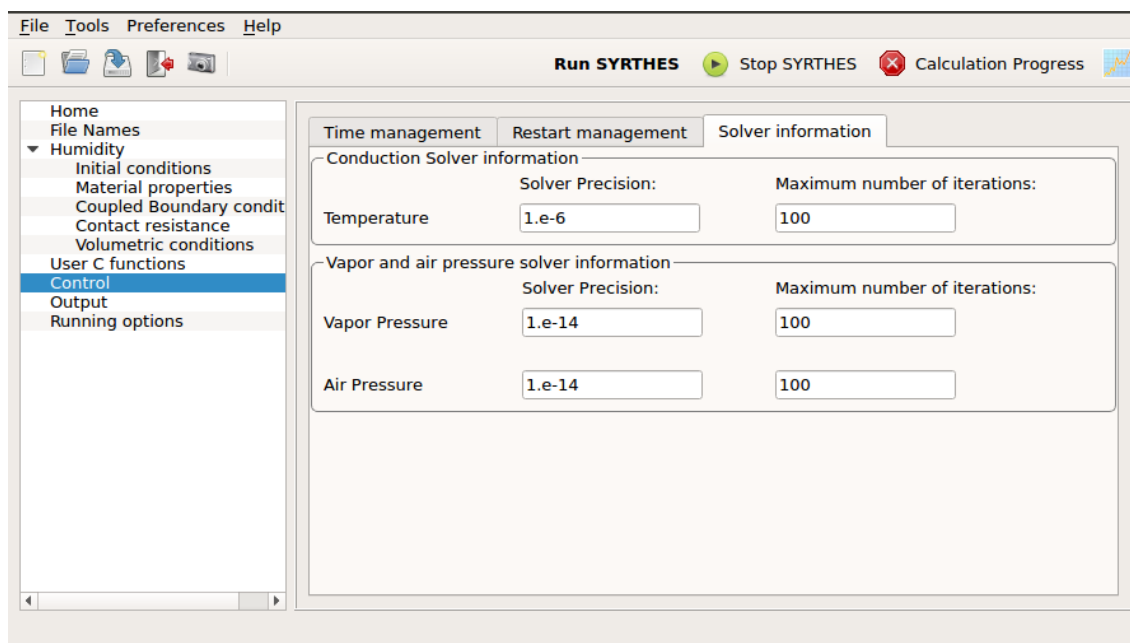 File Tools Preferences Help
Run SYRTHES Stop SYRTHES Calculation Progress
Home
File Names
Humidity
Initial conditions
Material properties
Coupled Boundary condit
Contact resistance
Volumetric conditions
User C functions
Control
Output
Running options
Time management Restart management Solver information
Conduction Solver information
Solver Precision: Maximum number of iterations:
Temperature 1.e-6 100
Vapor and air pressure solver information
Solver Precision: Maximum number of iterations:
Vapor Pressure 1.e-14 100
Air Pressure 1.e-14 100